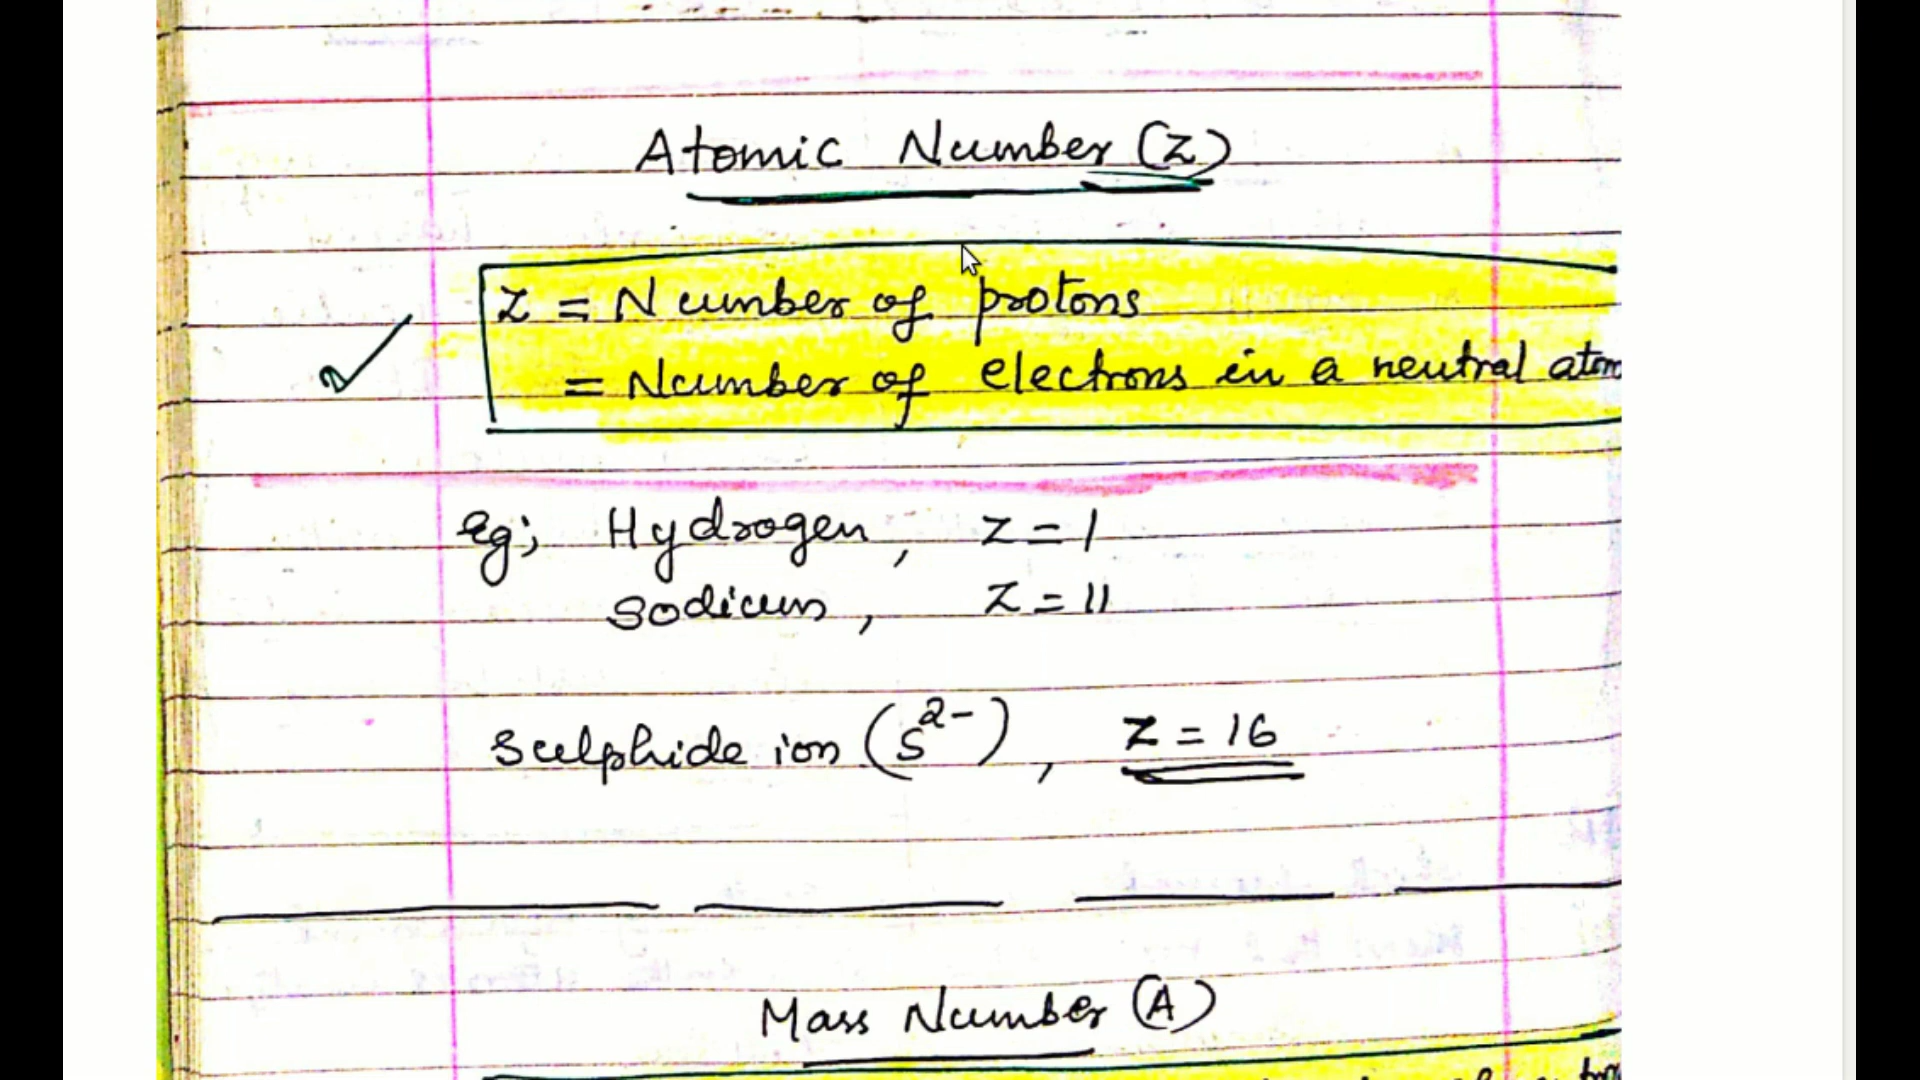 Atomic Number (Z)
Z = Number of protons
= Number of electrons in a neutral atom
eg; Hydrogen, Z = 1
Sodium, Z = 11
Sulphide ion (S²⁻), Z = 16
Mass Number (A)